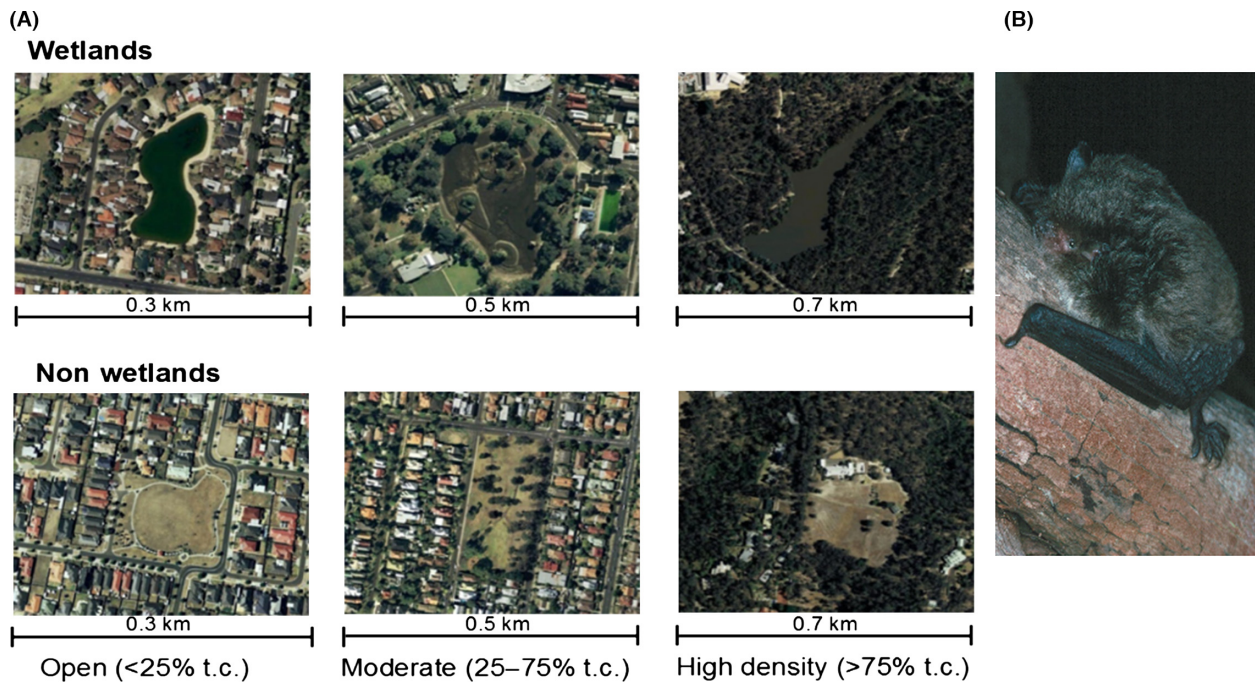 (A)
Wetlands
0.3 km
0.5 km
0.7 km
Non wetlands
0.3 km
0.5 km
0.7 km
Open (<25% t.c.)
Moderate (25–75% t.c.)
High density (>75% t.c.)
(B)